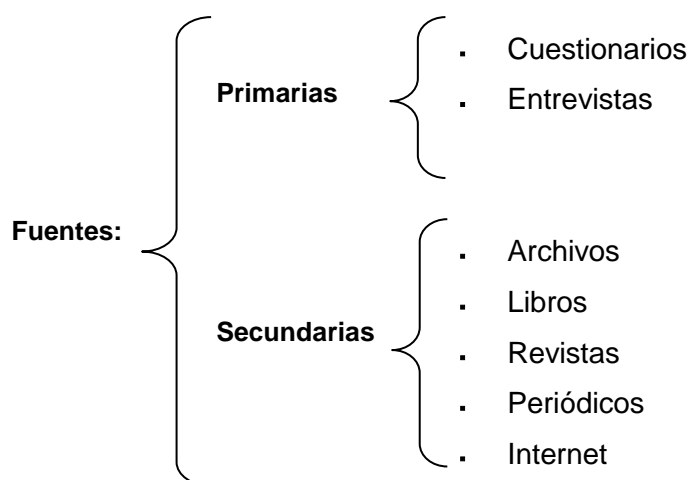 Fuentes:
Primarias
▪ Cuestionarios
▪ Entrevistas
Secundarias
▪ Archivos
▪ Libros
▪ Revistas
▪ Periódicos
▪ Internet